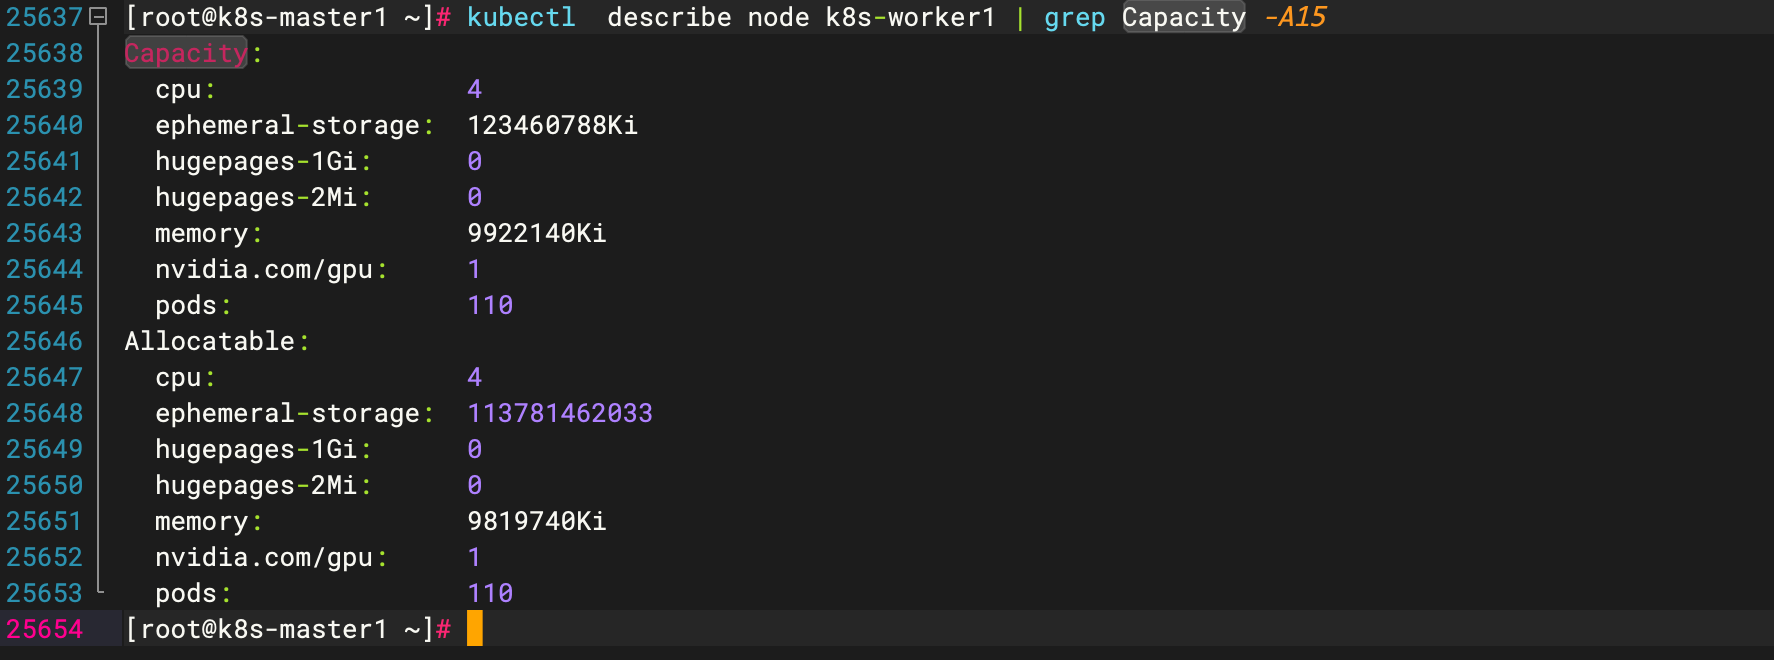 25637 [root@k8s-master1 ~]# kubectl  describe node k8s-worker1 | grep Capacity -A15
25638 Capacity:
25639   cpu:                4
25640   ephemeral-storage:  123460788Ki
25641   hugepages-1Gi:      0
25642   hugepages-2Mi:      0
25643   memory:             9922140Ki
25644   nvidia.com/gpu:     1
25645   pods:               110
25646 Allocatable:
25647   cpu:                4
25648   ephemeral-storage:  113781462033
25649   hugepages-1Gi:      0
25650   hugepages-2Mi:      0
25651   memory:             9819740Ki
25652   nvidia.com/gpu:     1
25653   pods:               110
25654 [root@k8s-master1 ~]#